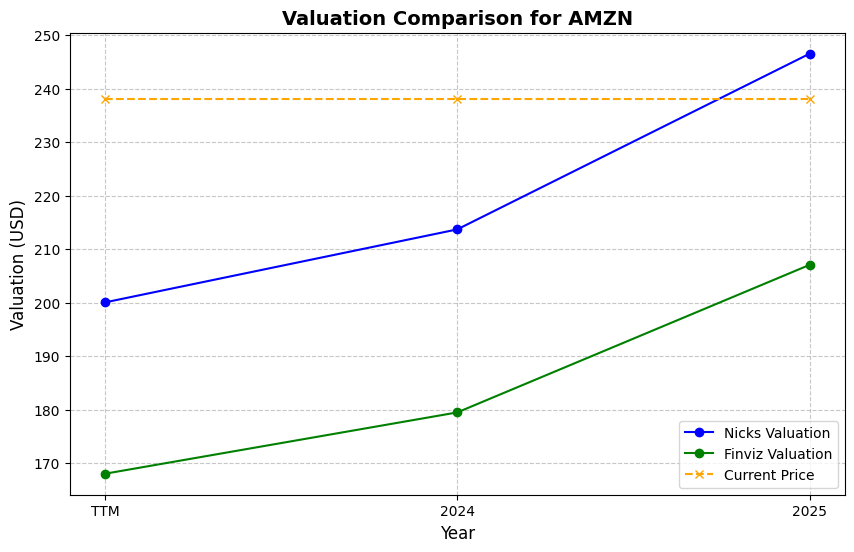 Valuation Comparison for AMZN
Valuation (USD)
250
240
230
220
210
200
190
180
170
TTM
2024
2025
Year
Nicks Valuation
Finviz Valuation
Current Price